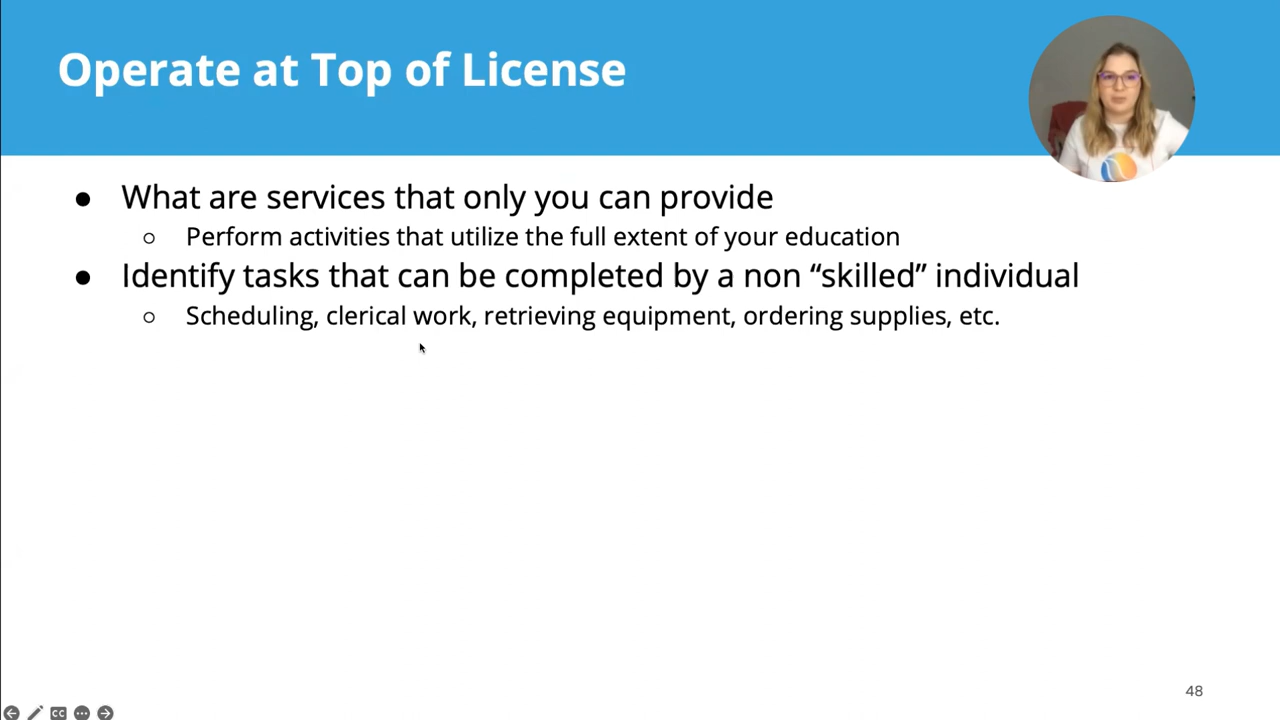 Operate at Top of License
● What are services that only you can provide
○ Perform activities that utilize the full extent of your education
● Identify tasks that can be completed by a non “skilled” individual
○ Scheduling, clerical work, retrieving equipment, ordering supplies, etc.
48
CC